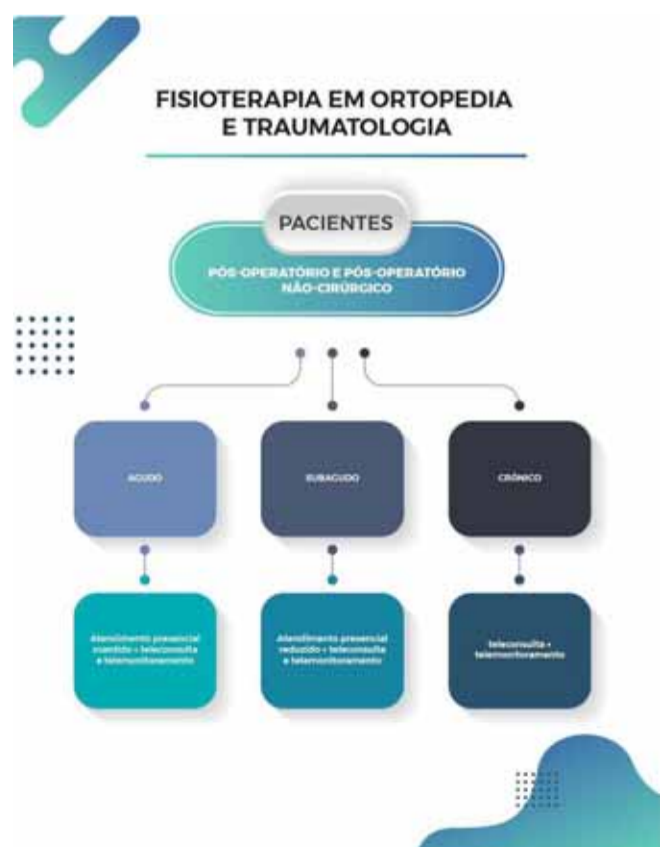 FISIOTERAPIA EM ORTOPEDIA
E TRAUMATOLOGIA
PACIENTES
PÓS-OPERATÓRIO E PÓS-OPERATÓRIO
NÃO-CIRÚRGICO
AGUDO
SUBAGUDO
CRÔNICO
Atendimento presencial
mantido + teleconsulta
e telemonitoramento
Atendimento presencial
reduzido + teleconsulta
e telemonitoramento
teleconsulta +
telemonitoramento